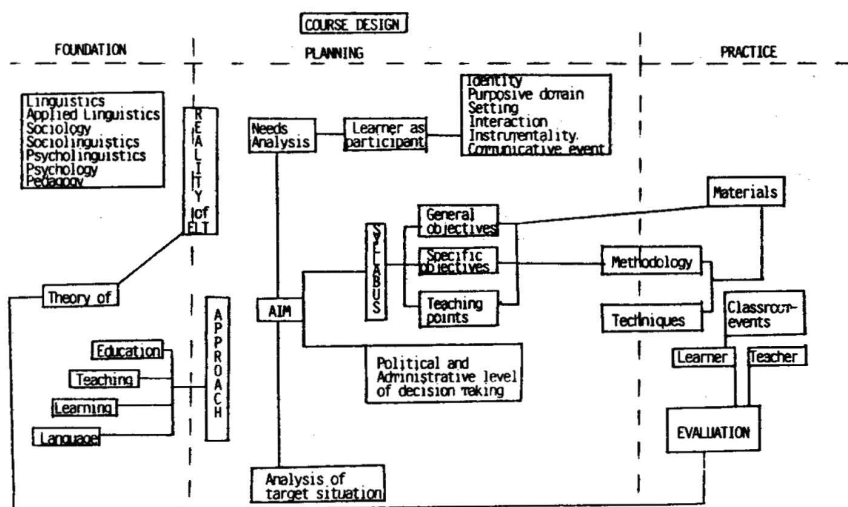 COURSE DESIGN
FOUNDATION
PLANNING
PRACTICE
Linguistics
Applied Linguistics
Sociology
Sociolinguistics
Psycholinguistics
Psychology
Pedagogy
REALITY of ELT
Needs
Analysis
Learner as
participant
Identity
Purposive domain
Setting
Interaction
Instrumentality.
Communicative event
Materials
SYLLABUS
General
objectives
Specific
objectives
Teaching
points
Methodology
Techniques
Theory of
AIM
APPROACH
Education
Teaching
Learning
Language
Political and
Administrative level
of decision making
Classroom-
events
Learner
Teacher
EVALUATION
Analysis of
target situation